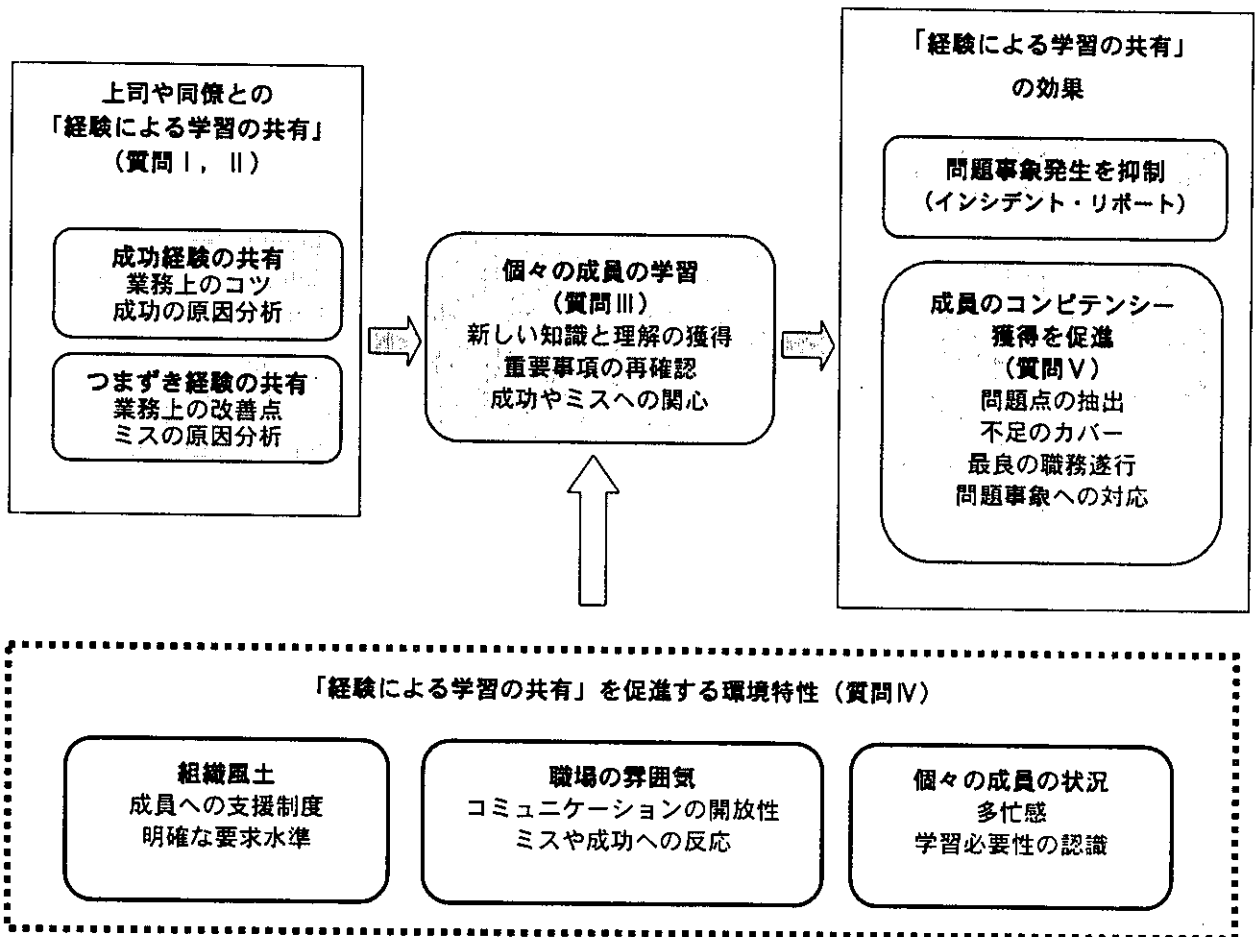 上司や同僚との
「経験による学習の共有」
(質問Ⅰ,Ⅱ)
成功経験の共有
業務上のコツ
成功の原因分析
つまずき経験の共有
業務上の改善点
ミスの原因分析
個々の成員の学習
(質問Ⅲ)
新しい知識と理解の獲得
重要事項の再確認
成功やミスへの関心
「経験による学習の共有」
の効果
問題事象発生を抑制
(インシデント・リポート)
成員のコンピテンシー
獲得を促進
(質問Ⅴ)
問題点の抽出
不足のカバー
最良の職務遂行
問題事象への対応
「経験による学習の共有」を促進する環境特性(質問Ⅳ)
組織風土
成員への支援制度
明確な要求水準
職場の雰囲気
コミュニケーションの開放性
ミスや成功への反応
個々の成員の状況
多忙感
学習必要性の認識